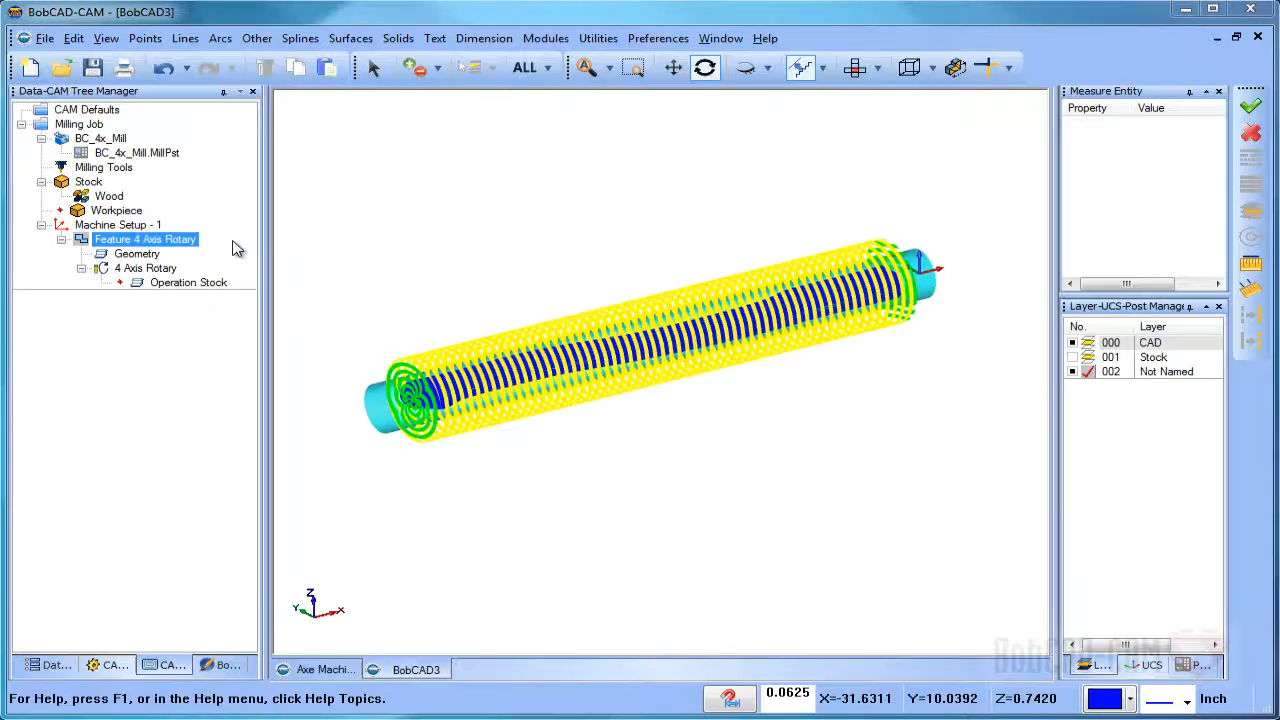 BobCAD-CAM - [BobCAD3]
File Edit View Points Lines Arcs Other Splines Surfaces Solids Text Dimension Modules Utilities Preferences Window Help
ALL
Data-CAM Tree Manager
CAM Defaults
Milling Job
BC_4x_Mill
BC_4x_Mill.MillPst
Milling Tools
Stock
Wood
Workpiece
Machine Setup - 1
Feature 4 Axis Rotary
Geometry
4 Axis Rotary
Operation Stock
Z
Y
X
Measure Entity
Property Value
Layer-UCS-Post Manage
No. Layer
000 CAD
001 Stock
002 Not Named
BobCAD-CAM
Dat... CA... CA... Bo...
Axe Machi... BobCAD3
L... UCS P...
For Help, press F1, or in the Help menu, click Help Topics.
0.0625 X=-31.6311 Y=10.0392 Z=0.7420 Inch